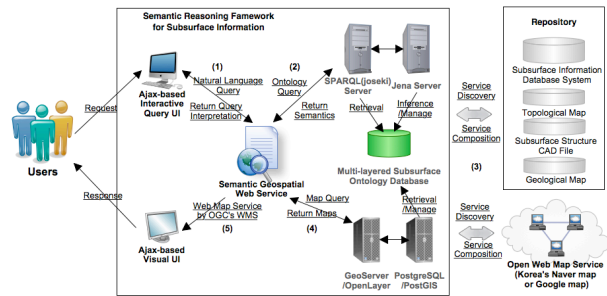 Semantic Reasoning Famework
for Subsurface Information
Repository
(1)
(2)
Natural Language
Query
Ontology
Query
Ajax-based
Interactive
Query UI
Request
Return Query
Interpretation
Return
Semantics
SPARQL(joseki)
Server
Jena Server
Retrieval
Inference
/Manage
Service
Discovery
Service
Composition
(3)
Subsurface Information
Database System
Topological Map
Subsurface Structure
CAD File
Geological Map
Users
Semantic Geospatial
Web Service
Multi-layered Subsurface
Ontology Database
Response
Web Map Service
by OGC's WMS
(5)
Map Query
Return Maps
(4)
Retrieval
/Manage
Service
Discovery
Service
Composition
Ajax-based
Visual UI
GeoServer
/OpenLayer
PostgreSQL
/PostGIS
Open Web Map Service
(Korea's Naver map
or Google map)